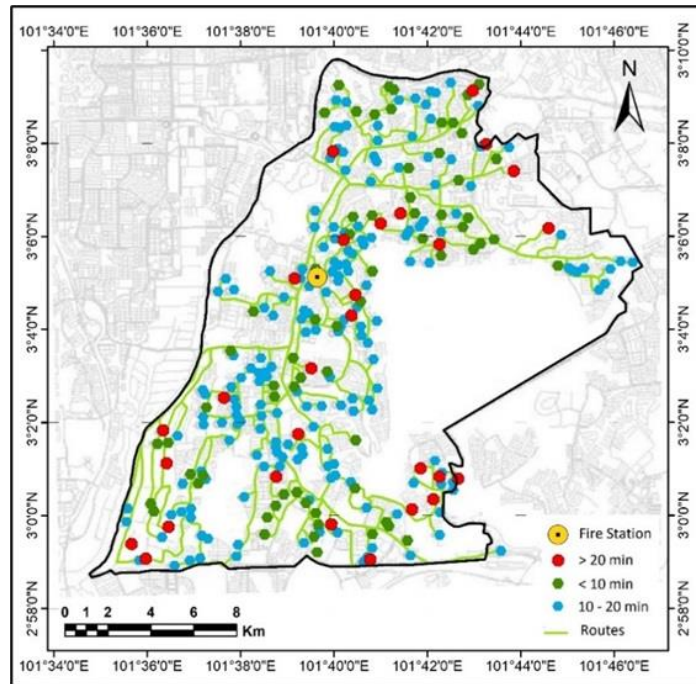 101°34'0"E 101°36'0"E 101°38'0"E 101°40'0"E 101°42'0"E 101°44'0"E
3°10'0"N
N
3°8'0"N 3°8'0"N
3°6'0"N 3°6'0"N
3°4'0"N 3°4'0"N
3°2'0"N 3°2'0"N
3°0'0"N 3°0'0"N
2°58'0"N 2°58'0"N
Fire Station
> 20 min
< 10 min
10 - 20 min
Routes
0 1 2 4 6 8
Km
101°34'0"E 101°36'0"E 101°38'0"E 101°40'0"E 101°42'0"E 101°44'0"E 101°46'0"E